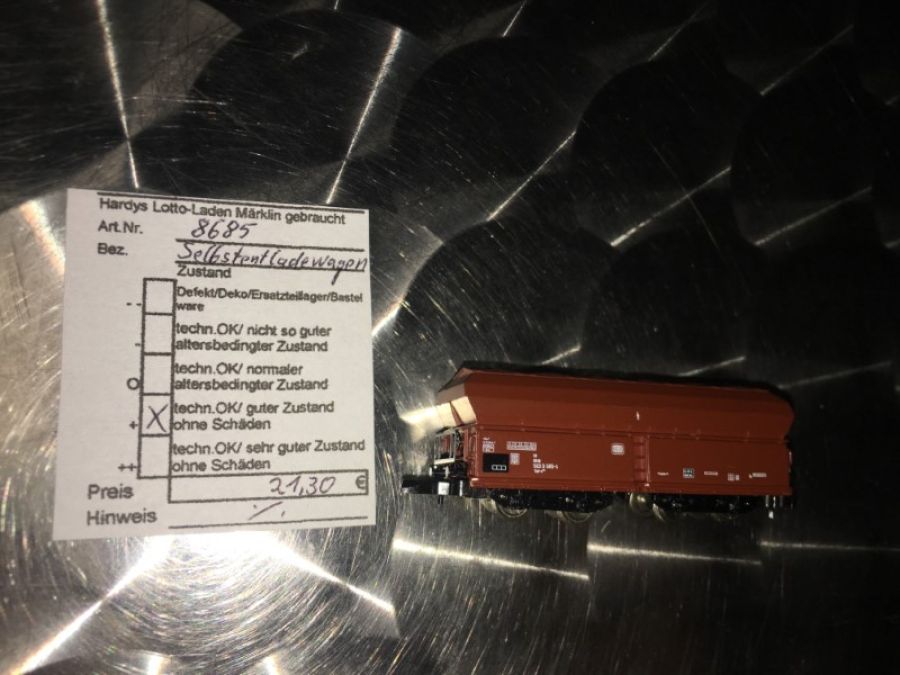 Hardys Lotto-Laden Märklin gebraucht
Art.Nr. 8685
Bez. Selbstentladewagen
Zustand
-- Defekt/Deko/Ersatzteillager/Bastel
ware
- techn.OK/ nicht so guter
altersbedingter Zustand
O techn.OK/ normaler
altersbedingter Zustand
+ X techn.OK/ guter Zustand
ohne Schäden
++ techn.OK/ sehr guter Zustand
ohne Schäden
Preis 21,30 €
Hinweis ·/.